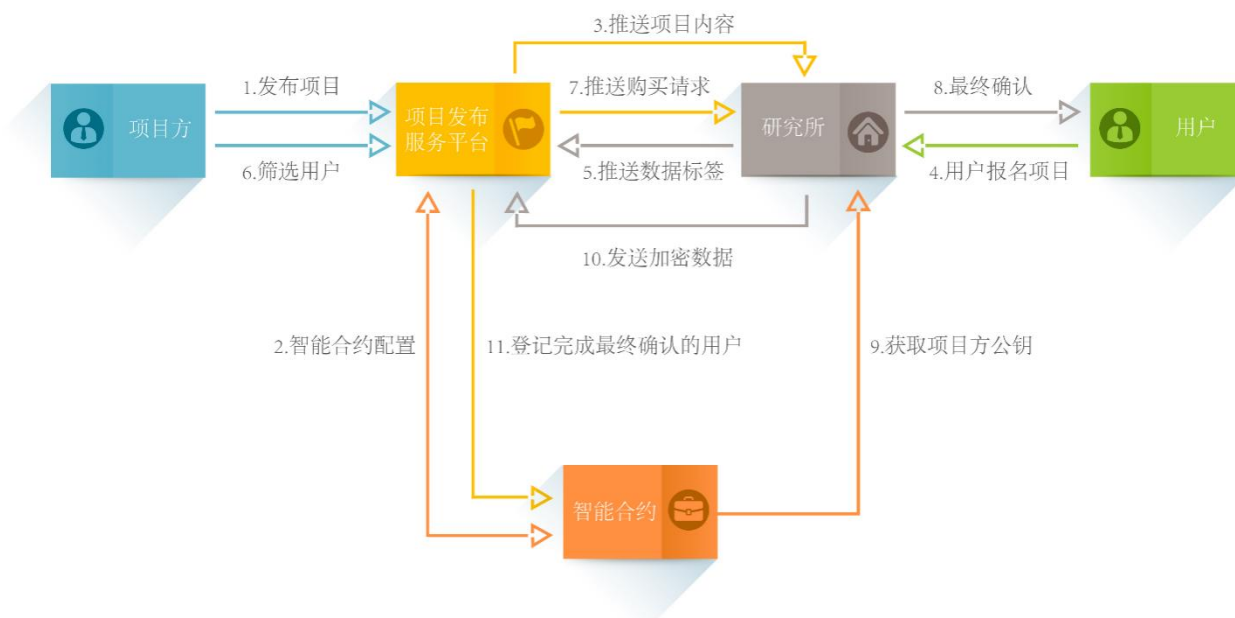 3.推送项目内容
1.发布项目
7.推送购买请求
8.最终确认
项目方
项目发布
服务平台
研究所
用户
6.筛选用户
5.推送数据标签
4.用户报名项目
10.发送加密数据
2.智能合约配置
11.登记完成最终确认的用户
9.获取项目方公钥
智能合约